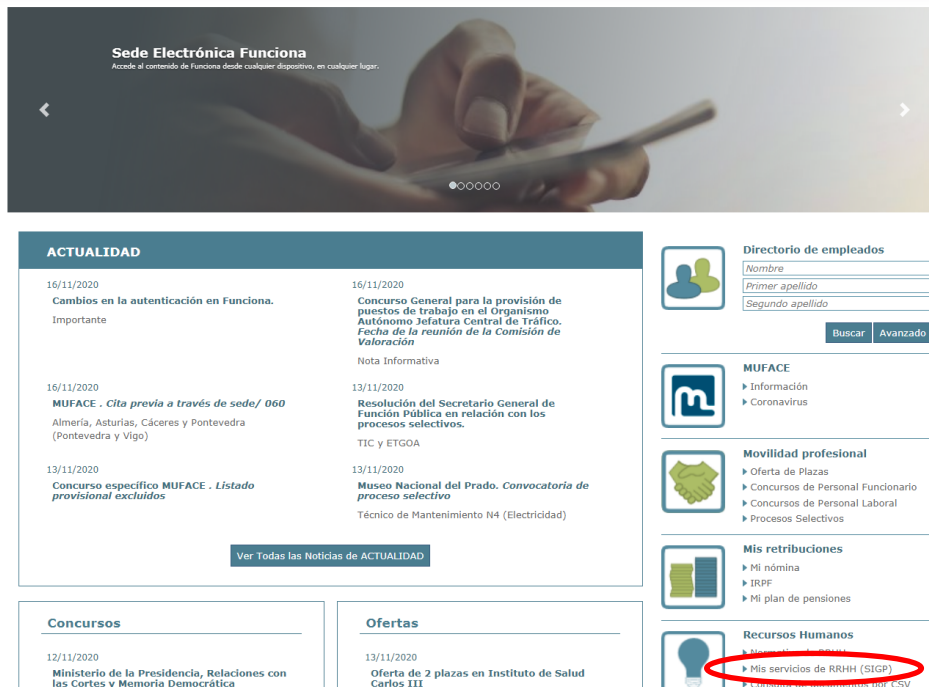 Sede Electrónica Funciona
Accede al contenido de Funciona desde cualquier dispositivo, en cualquier lugar.
ACTUALIDAD
16/11/2020
Cambios en la autenticación en Funciona.
Importante
16/11/2020
Concurso General para la provisión de
puestos de trabajo en el Organismo
Autónomo Jefatura Central de Tráfico.
Fecha de la reunión de la Comisión de
Valoración
Nota Informativa
16/11/2020
MUFACE . Cita previa a través de sede/ 060
Almería, Asturias, Cáceres y Pontevedra
(Pontevedra y Vigo)
13/11/2020
Resolución del Secretario General de
Función Pública en relación con los
procesos selectivos.
TIC y ETGOA
13/11/2020
Concurso específico MUFACE . Listado
provisional excluidos
13/11/2020
Museo Nacional del Prado. Convocatoria de
proceso selectivo
Técnico de Mantenimiento N4 (Electricidad)
Ver Todas las Noticias de ACTUALIDAD
Concursos
12/11/2020
Ministerio de la Presidencia, Relaciones con
las Cortes y Memoria Democrática
Ofertas
13/11/2020
Oferta de 2 plazas en Instituto de Salud
Carlos III
Directorio de empleados
Nombre
Primer apellido
Segundo apellido
Buscar Avanzado
MUFACE
Información
Coronavirus
Movilidad profesional
Oferta de Plazas
Concursos de Personal Funcionario
Concursos de Personal Laboral
Procesos Selectivos
Mis retribuciones
Mi nómina
IRPF
Mi plan de pensiones
Recursos Humanos
Normativa de RRHH
Mis servicios de RRHH (SIGP)
Consulta de documentos por CSV